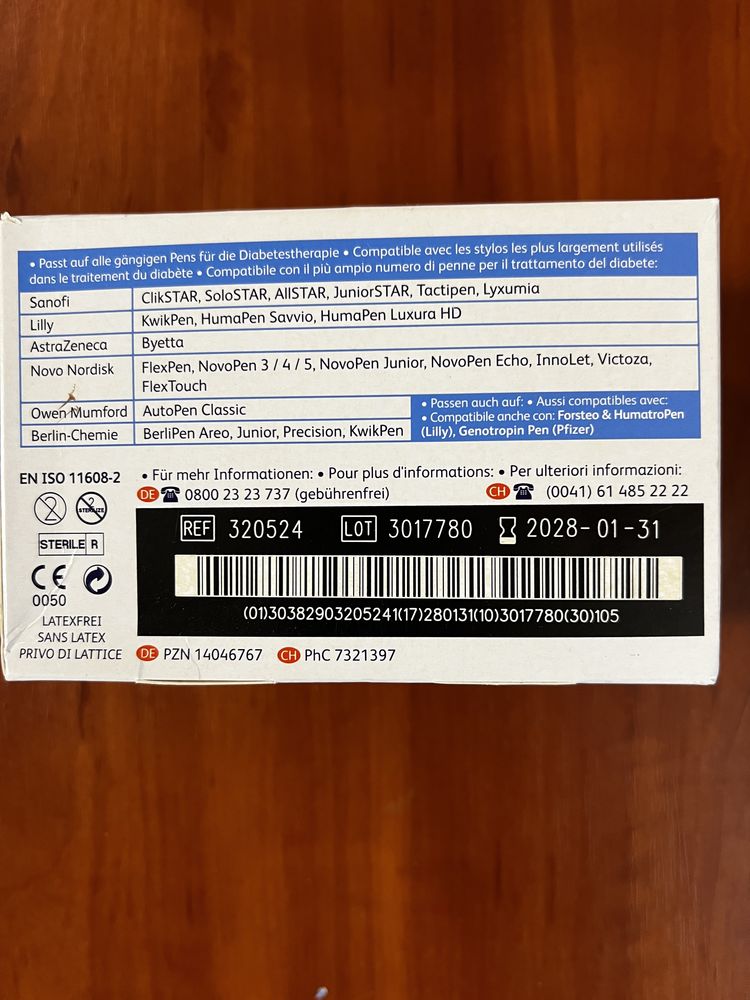 • Passt auf alle gängigen Pens für die Diabetestherapie • Compatible avec les stylos les plus largement utilisés
dans le traitement du diabète • Compatibile con il più ampio numero di penne per il trattamento del diabete:
Sanofi ClikSTAR, SoloSTAR, AllSTAR, JuniorSTAR, Tactipen, Lyxumia
Lilly KwikPen, HumaPen Savvio, HumaPen Luxura HD
AstraZeneca Byetta
Novo Nordisk FlexPen, NovoPen 3 / 4 / 5, NovoPen Junior, NovoPen Echo, InnoLet, Victoza,
FlexTouch
Owen Mumford AutoPen Classic
Berlin-Chemie BerliPen Areo, Junior, Precision, KwikPen
• Passen auch auf: • Aussi compatibles avec:
• Compatibile anche con: Forsteo & HumatroPen
(Lilly), Genotropin Pen (Pfizer)
EN ISO 11608-2
• Für mehr Informationen: • Pour plus d'informations: • Per ulteriori informazioni:
DE 0800 23 23 737 (gebührenfrei) CH (0041) 61 485 22 22
2 STERILIZE
STERILE R
CE
0050
REF 320524 LOT 3017780 2028-01-31
(01)30382903205241(17)280131(10)3017780(30)105
LATEXFREI
SANS LATEX
PRIVO DI LATTICE
DE PZN 14046767 CH PhC 7321397